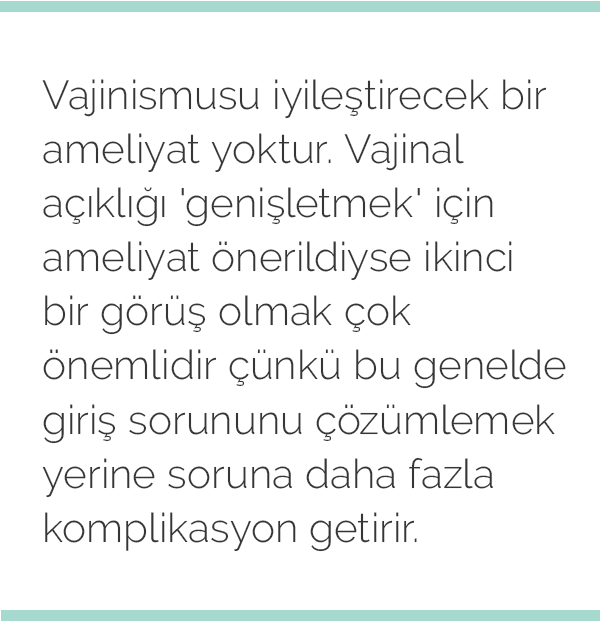 Vajinismusu iyileştirecek bir
ameliyat yoktur. Vajinal
açıklığı 'genişletmek' için
ameliyat önerildiyse ikinci
bir görüş olmak çok
önemlidir çünkü bu genelde
giriş sorununu çözümlemek
yerine soruna daha fazla
komplikasyon getirir.